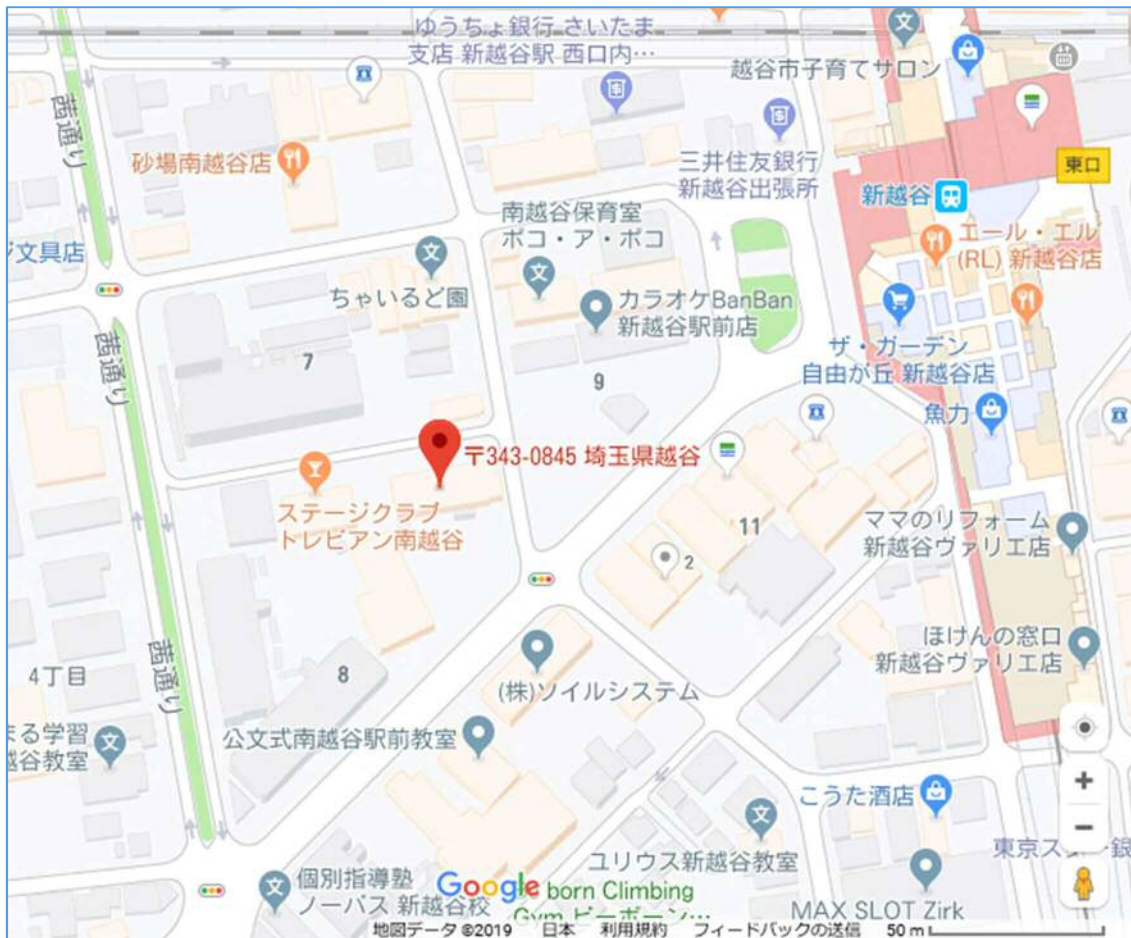 ゆうちょ銀行 さいたま
支店 新越谷駅 西口内…
越谷市子育てサロン
茜通り
砂場南越谷店
三井住友銀行
新越谷出張所
東口
新越谷
南越谷保育室
ポコ・ア・ポコ
エール・エル
(RL) 新越谷店
文具店
ちゃいるど園
カラオケBanBan
新越谷駅前店
ザ・ガーデン
自由が丘 新越谷店
茜通り
7
9
魚力
〒343-0845 埼玉県越谷
ステージクラブ
トレビアン南越谷
11
2
ママのリフォーム
新越谷ヴァリエ店
ほけんの窓口
新越谷ヴァリエ店
4丁目
茜通り
8
(株)ソイルシステム
まる学習
越谷教室
公文式南越谷駅前教室
こうた酒店
ユリウス新越谷教室
東京ス
銀
個別指導塾
ノーバス 新越谷校
Google
born Climbing
Gym ビーボーン…
MAX SLOT Zirk
地図データ ©2019 日本 利用規約 フィードバックの送信 50 m